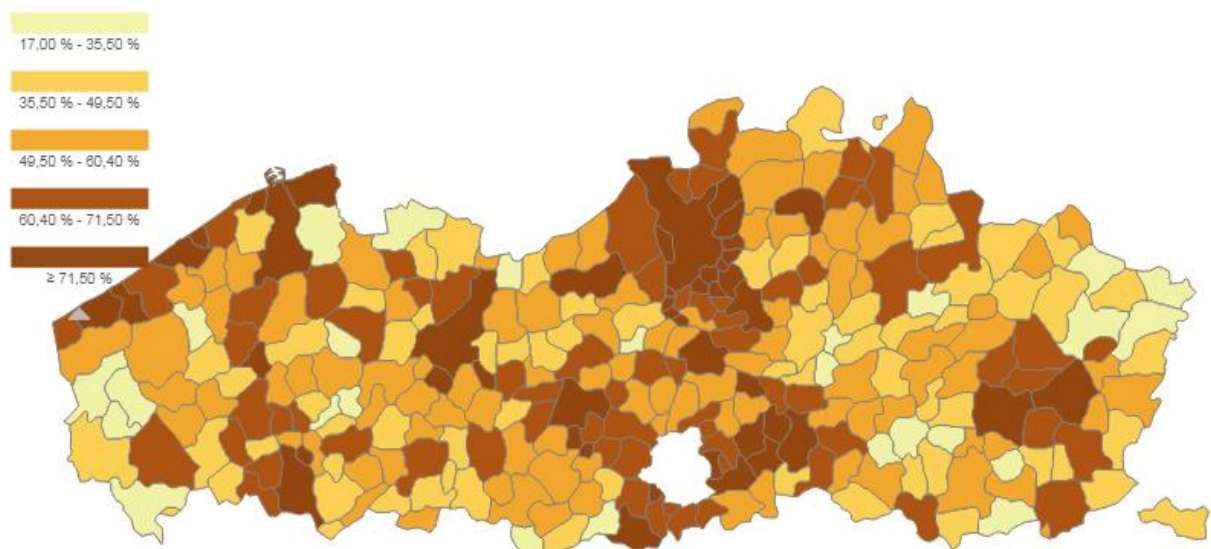 17,00 % - 35,50 %
35,50 % - 49,50 %
49,50 % - 60,40 %
60,40 % - 71,50 %
≥ 71,50 %